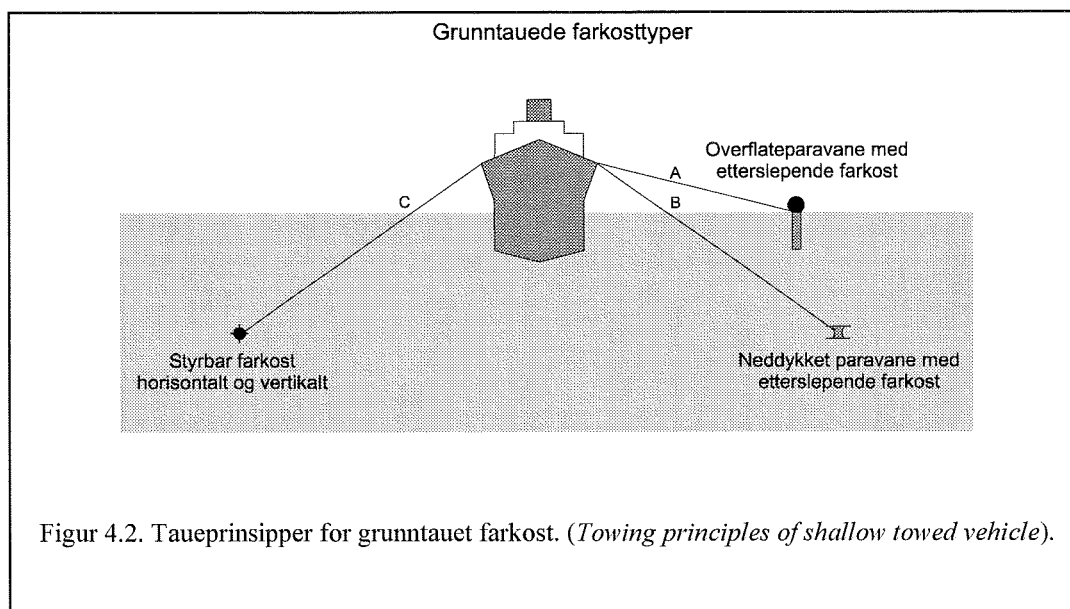 Grunntauede farkosttyper
Overflateparavane med
etterslepende farkost
A
B
C
Styrbar farkost
horisontalt og vertikalt
Neddykket paravane med
etterslepende farkost
Figur 4.2. Taueprinsipper for grunntauet farkost. (Towing principles of shallow towed vehicle).